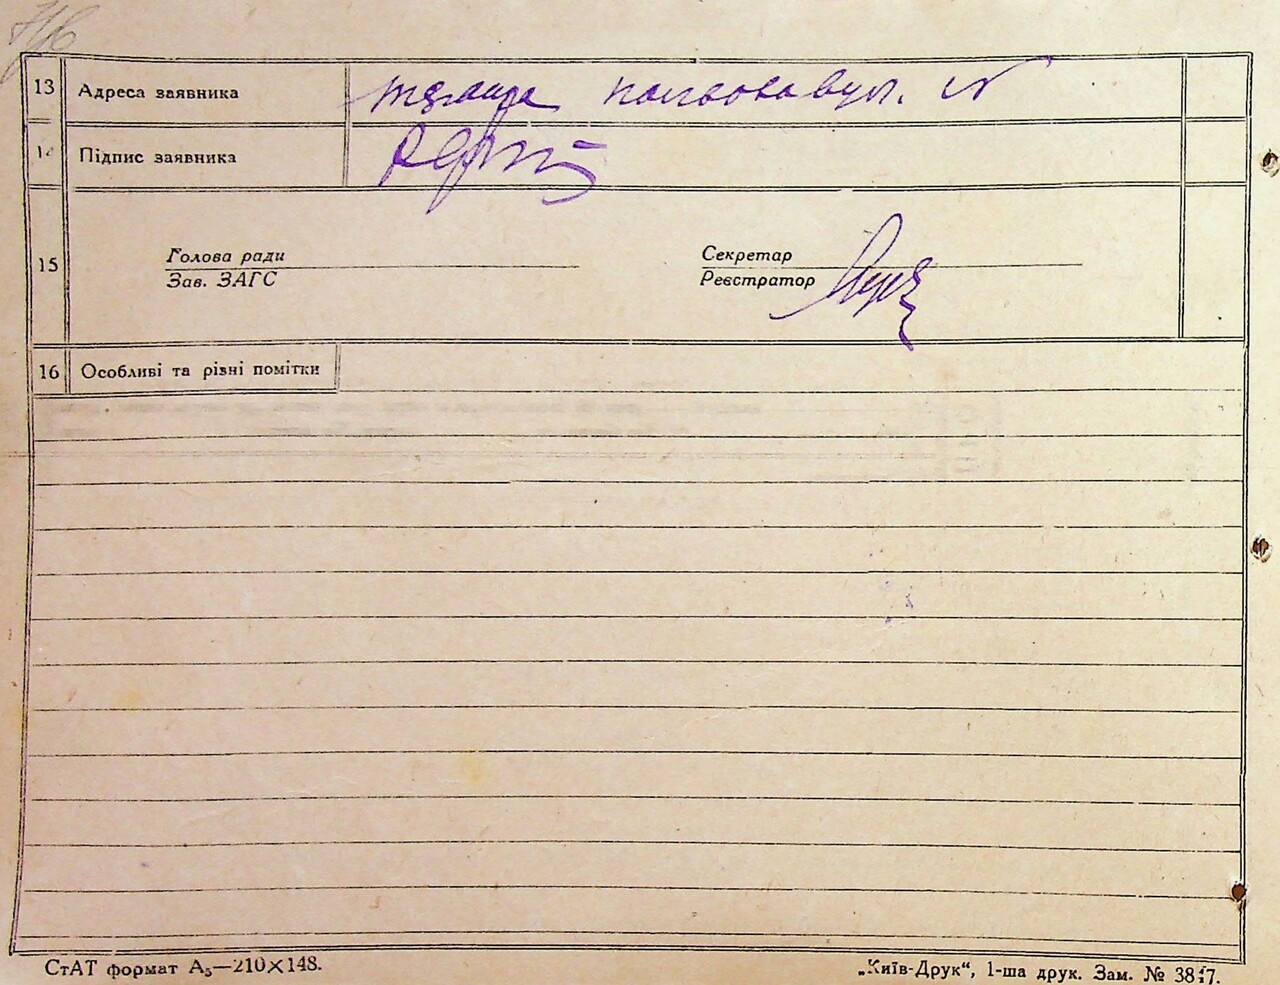 13 Адреса заявника вул. N
14 Підпис заявника
15 Голова ради Секретар
Зав. ЗАГС Реєстратор
16 Особливі та різні помітки
СтАТ формат А₅—210×148. „Київ-Друк“, 1-ша друк. Зам. №